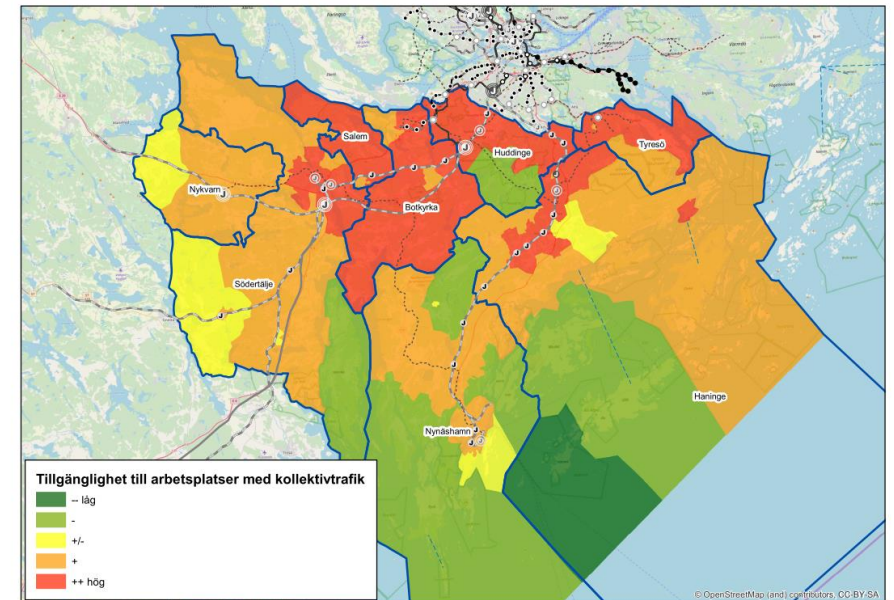 Salem
Huddinge
Tyresö
Nykvarn
Botkyrka
Södertälje
Haninge
Nynäshamn
Tillgänglighet till arbetsplatser med kollektivtrafik
-- låg
-
+/-
+
++ hög
© OpenStreetMap (and) contributors, CC-BY-SA